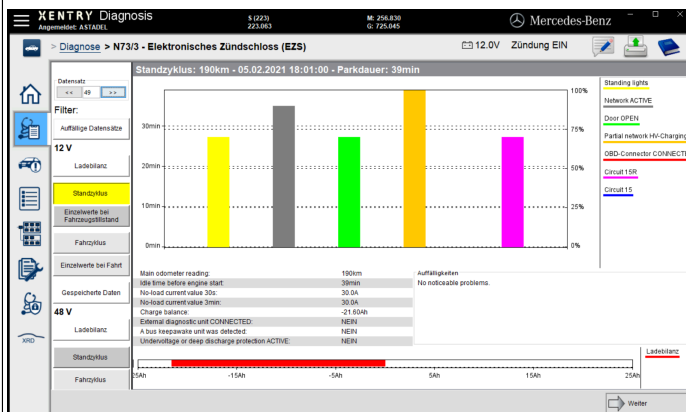 XENTRY Diagnosis
Angemeldet: ASTADEL
S (223)
223.063
M: 256.830
G: 725.045
Mercedes-Benz
> Diagnose > N73/3 - Elektronisches Zündschloss (EZS)
12.0V Zündung EIN
Standzyklus: 190km - 05.02.2021 18:01:00 - Parkdauer: 39min
Datensatz
<< 49 >>
Filter:
Auffällige Datensätze
12 V
Ladebilanz
Standzyklus
Einzelwerte bei
Fahrzeugstillstand
Fahrzyklus
Einzelwerte bei Fahrt
Gespeicherte Daten
48 V
Ladebilanz
Standzyklus
Fahrzyklus
XRD
30min
20min
10min
0min
100%
75%
50%
25%
0%
Standing lights
Network ACTIVE
Door OPEN
Partial network HV-Charging
OBD-Connector CONNECTE
Circuit 15R
Circuit 15
Main odometer reading: 190km
Idle time before engine start: 39min
No-load current value 30s: 30.0A
No-load current value 3min: 30.0A
Charge balance: -21.60Ah
External diagnostic unit CONNECTED: NEIN
A bus keepawake unit was detected: NEIN
Undervoltage or deep discharge protection ACTIVE: NEIN
Auffälligkeiten
No noticeable problems.
Ladebilanz
25Ah -15Ah -5Ah 5Ah 15Ah 25Ah
Weiter